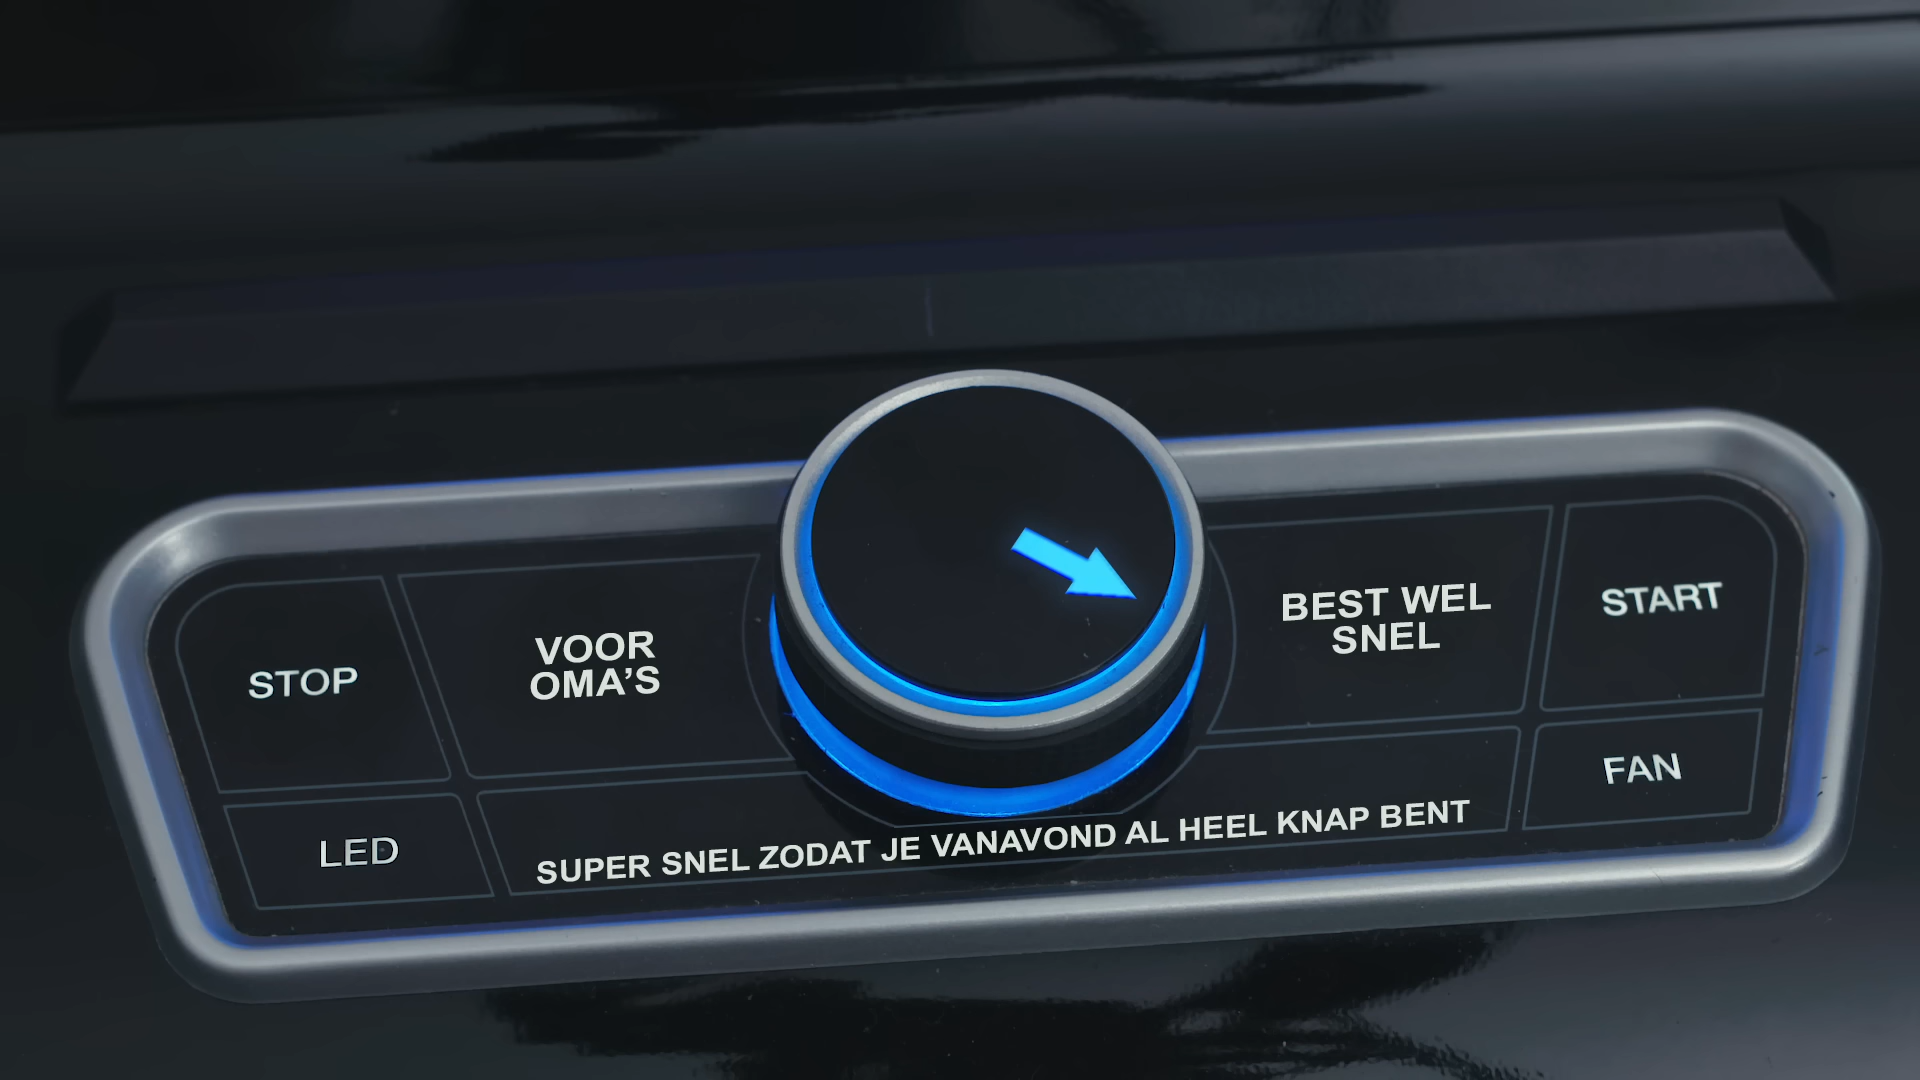 STOP
VOOR
OMA'S
BEST WEL
SNEL
START
LED
SUPER SNEL ZODAT JE VANAVOND AL HEEL KNAP BENT
FAN